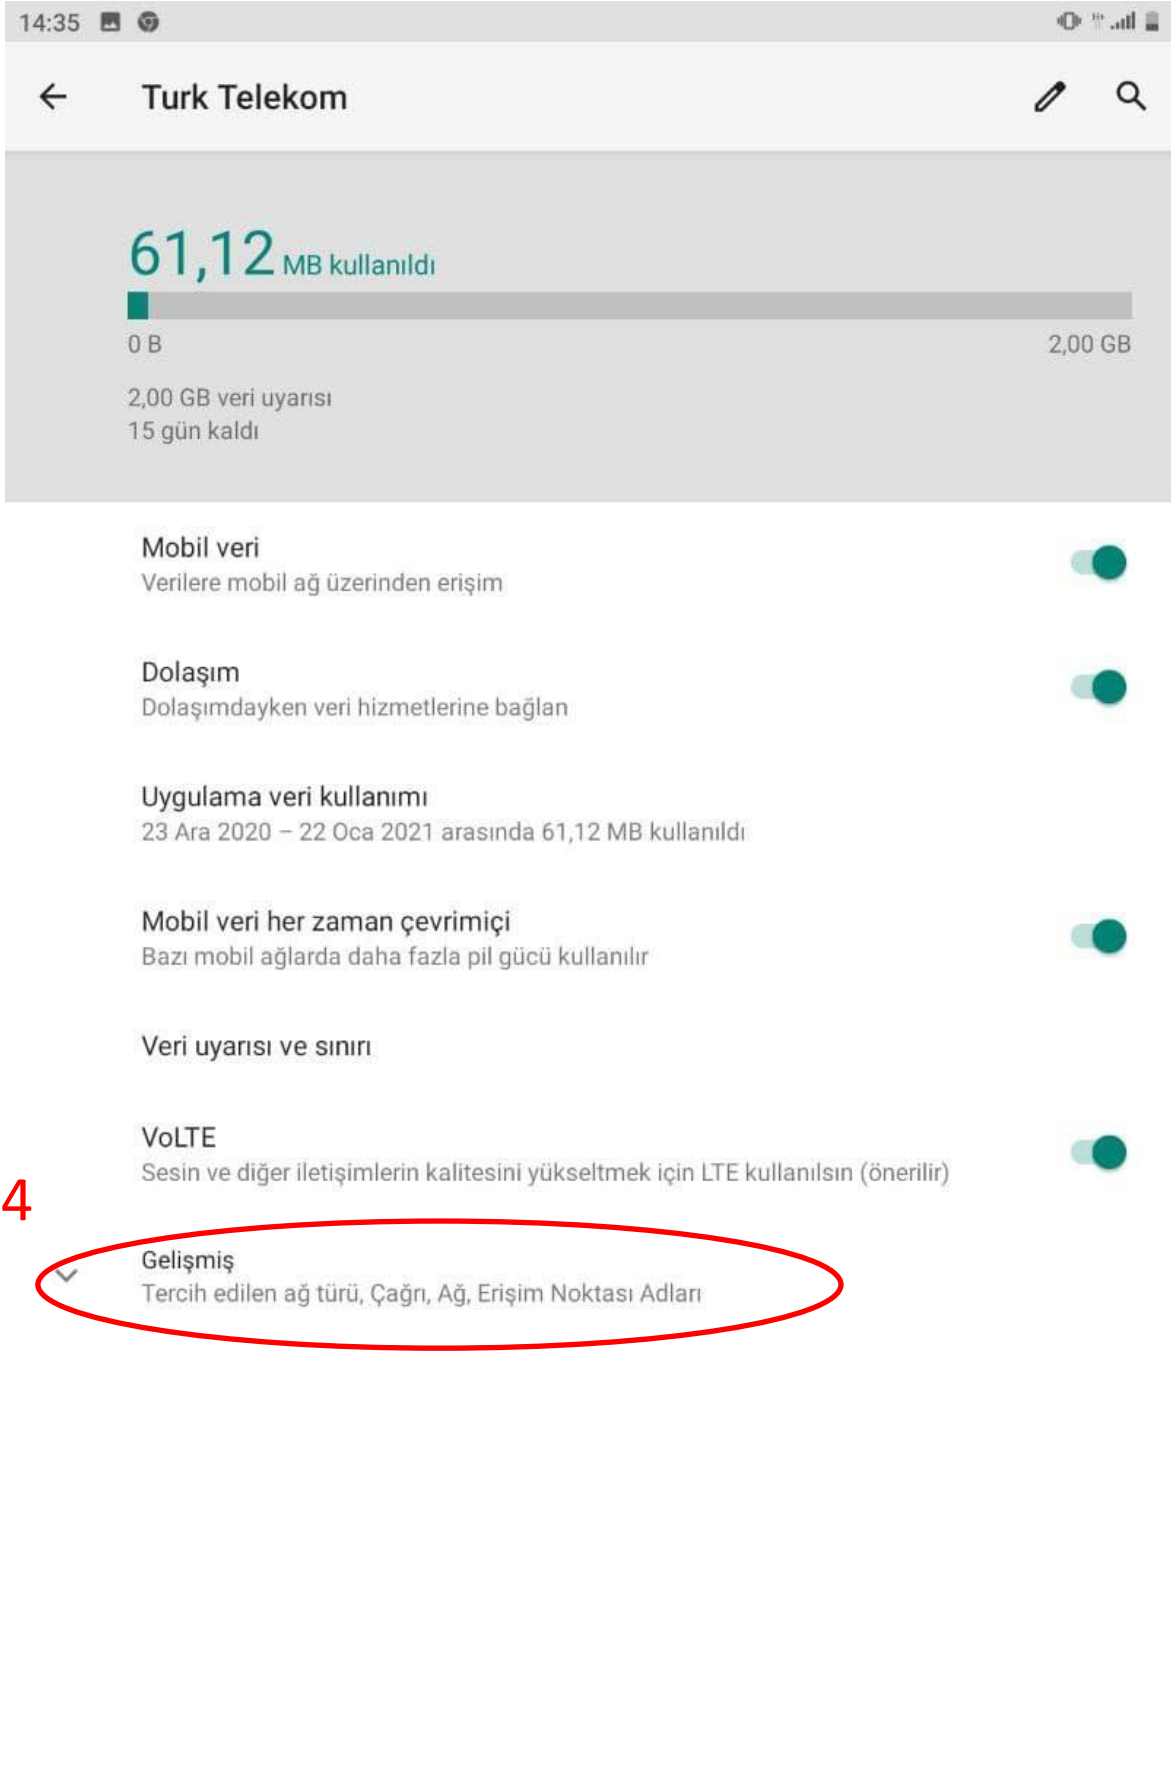 14:35
H+
Turk Telekom
61,12 MB kullanıldı
0 B
2,00 GB
2,00 GB veri uyarısı
15 gün kaldı
Mobil veri
Verilere mobil ağ üzerinden erişim
Dolaşım
Dolaşımdayken veri hizmetlerine bağlan
Uygulama veri kullanımı
23 Ara 2020 – 22 Oca 2021 arasında 61,12 MB kullanıldı
Mobil veri her zaman çevrimiçi
Bazı mobil ağlarda daha fazla pil gücü kullanılır
Veri uyarısı ve sınırı
VoLTE
Sesin ve diğer iletişimlerin kalitesini yükseltmek için LTE kullanılsın (önerilir)
4
Gelişmiş
Tercih edilen ağ türü, Çağrı, Ağ, Erişim Noktası Adları